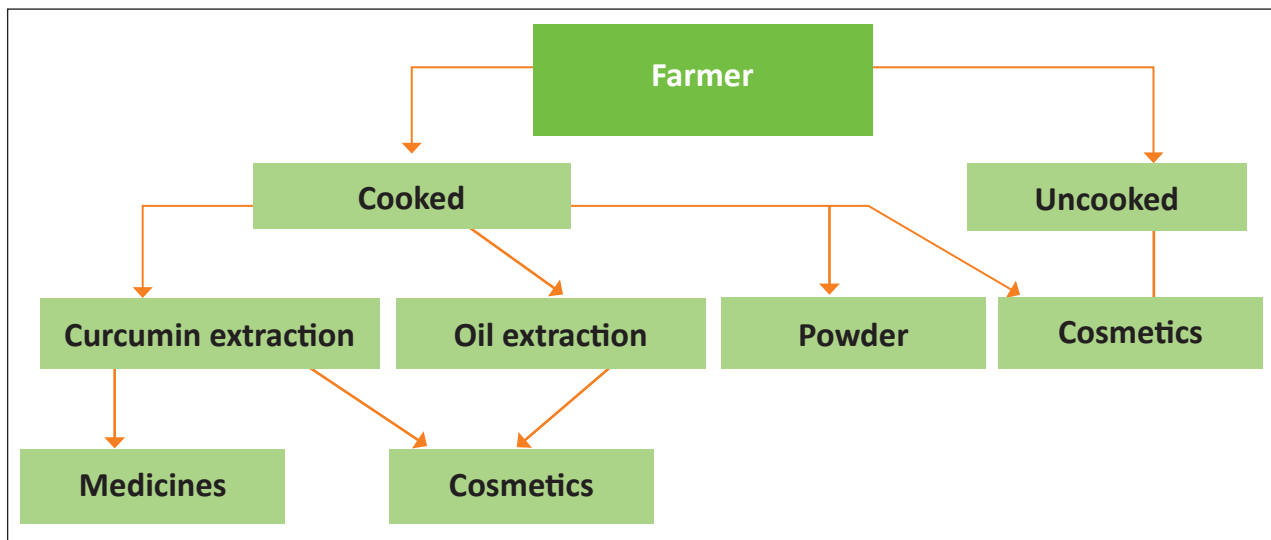 Farmer
Cooked
Uncooked
Curcumin extraction
Oil extraction
Powder
Cosmetics
Medicines
Cosmetics